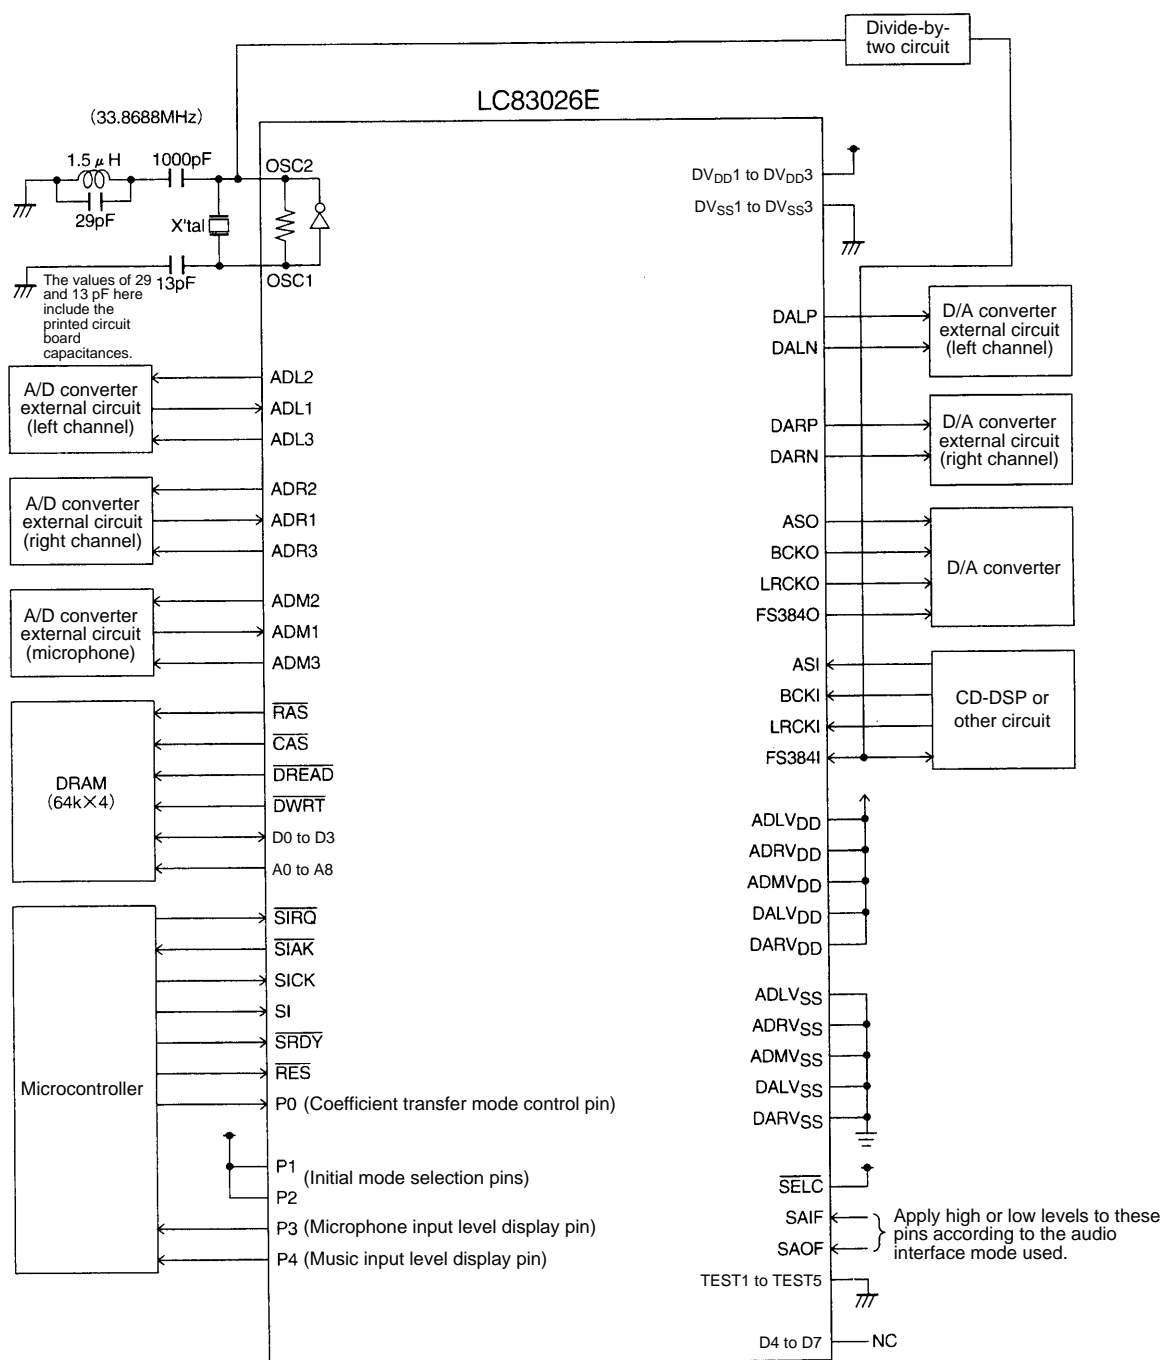 Divide-by-
two circuit
LC83026E
(33.8688MHz)
1.5 μ H
1000pF
29pF
X'tal
OSC2
13pF
OSC1
The values of 29
and 13 pF here
include the
printed circuit
board
capacitances.
A/D converter
external circuit
(left channel)
ADL2
ADL1
ADL3
A/D converter
external circuit
(right channel)
ADR2
ADR1
ADR3
A/D converter
external circuit
(microphone)
ADM2
ADM1
ADM3
DRAM
(64k×4)
RAS
CAS
DREAD
DWRT
D0 to D3
A0 to A8
Microcontroller
SIRQ
SIAK
SICK
SI
SRDY
RES
P0 (Coefficient transfer mode control pin)
P1
(Initial mode selection pins)
P2
P3 (Microphone input level display pin)
P4 (Music input level display pin)
DVDD1 to DVDD3
DVSS1 to DVSS3
DALP
DALN
D/A converter
external circuit
(left channel)
DARP
DARN
D/A converter
external circuit
(right channel)
ASO
BCKO
LRCKO
FS384O
D/A converter
ASI
BCKI
LRCKI
FS384I
CD-DSP or
other circuit
ADLVDD
ADRVDD
ADMVDD
DALVDD
DARVDD
ADLVSS
ADRVSS
ADMVSS
DALVSS
DARVSS
SELC
SAIF
SAOF
Apply high or low levels to these
pins according to the audio
interface mode used.
TEST1 to TEST5
D4 to D7
NC